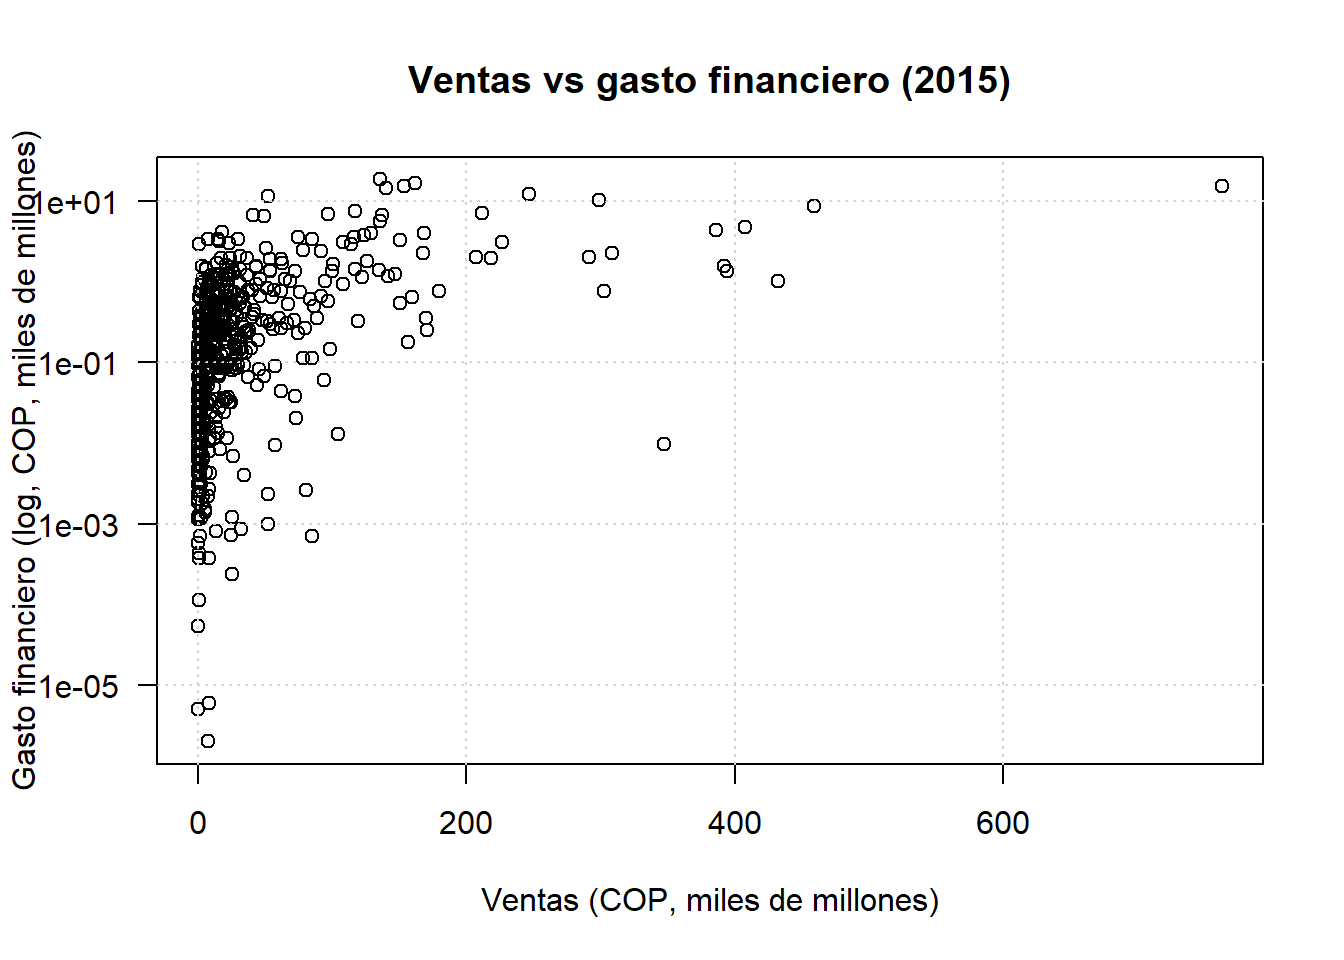 Ventas vs gasto financiero (2015)
Gasto financiero (log, COP, miles de millones)
1e+01
1e-01
1e-03
1e-05
0 200 400 600
Ventas (COP, miles de millones)